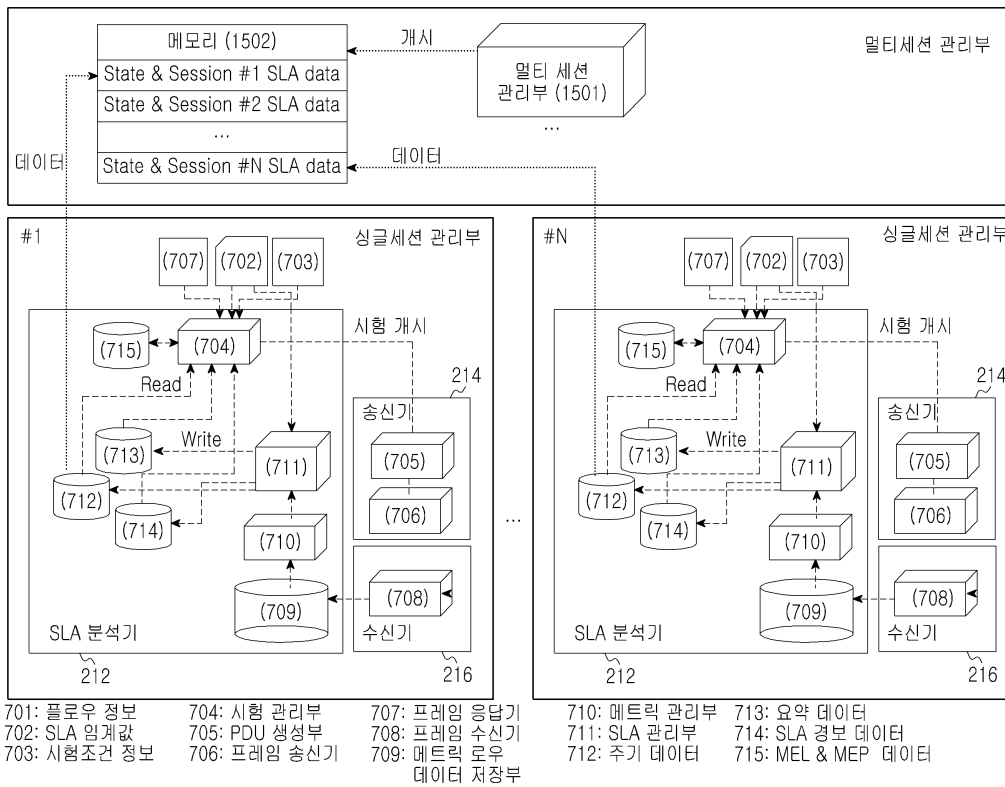 메모리 (1502)
State & Session #1 SLA data
State & Session #2 SLA data
...
State & Session #N SLA data
개시
멀티 세션
관리부 (1501)
...
멀티세션 관리부
데이터
데이터
#1
싱글세션 관리부
(707)
(702)
(703)
시험 개시
(715)
(704)
Read
214
송신기
(713)
Write
(711)
(705)
(712)
(714)
(706)
(710)
(709)
(708)
SLA 분석기
수신기
212
216
...
#N
싱글세션 관리부
(707)
(702)
(703)
시험 개시
(715)
(704)
Read
214
송신기
(713)
Write
(711)
(705)
(712)
(714)
(706)
(710)
(709)
(708)
SLA 분석기
수신기
212
216
701: 플로우 정보
702: SLA 임계값
703: 시험조건 정보
704: 시험 관리부
705: PDU 생성부
706: 프레임 송신기
707: 프레임 응답기
708: 프레임 수신기
709: 메트릭 로우
데이터 저장부
710: 메트릭 관리부
711: SLA 관리부
712: 주기 데이터
713: 요약 데이터
714: SLA 경보 데이터
715: MEL & MEP 데이터